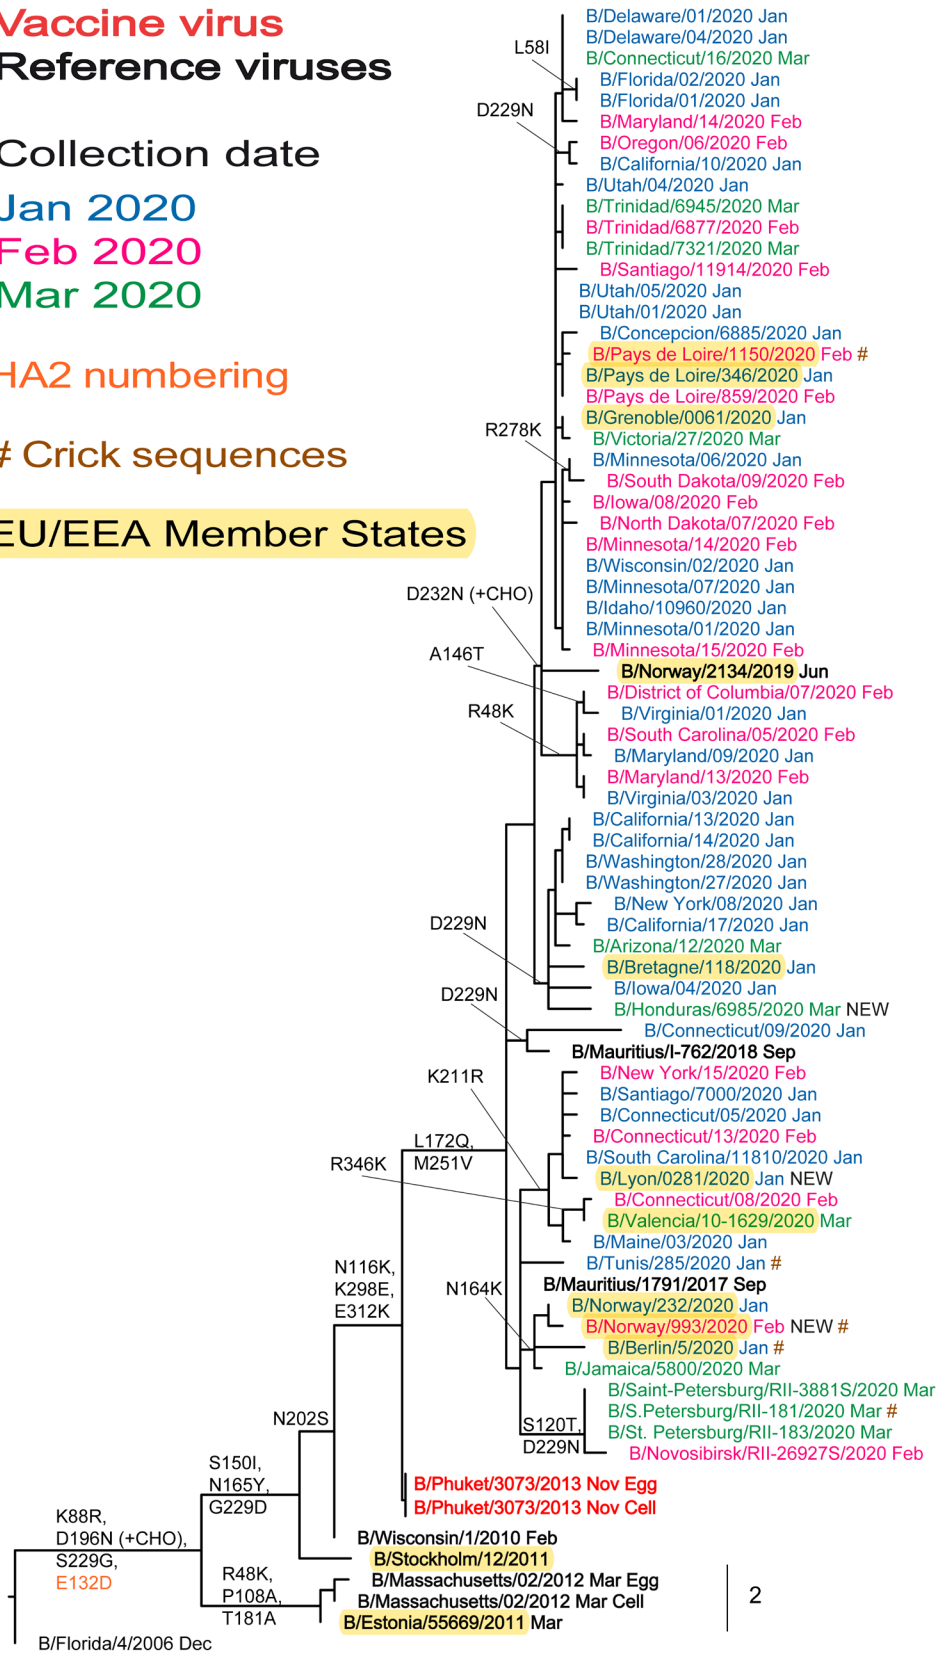 Vaccine virus
Reference viruses
Collection date
Jan 2020
Feb 2020
Mar 2020
HA2 numbering
# Crick sequences
EU/EEA Member States
B/Delaware/01/2020 Jan
B/Delaware/04/2020 Jan
L58I
B/Connecticut/16/2020 Mar
B/Florida/02/2020 Jan
B/Florida/01/2020 Jan
D229N
B/Maryland/14/2020 Feb
B/Oregon/06/2020 Feb
B/California/10/2020 Jan
B/Utah/04/2020 Jan
B/Trinidad/6945/2020 Mar
B/Trinidad/6877/2020 Feb
B/Trinidad/7321/2020 Mar
B/Santiago/11914/2020 Feb
B/Utah/05/2020 Jan
B/Utah/01/2020 Jan
B/Concepcion/6885/2020 Jan
B/Pays de Loire/1150/2020 Feb #
B/Pays de Loire/346/2020 Jan
B/Pays de Loire/859/2020 Feb
B/Grenoble/0061/2020 Jan
R278K
B/Victoria/27/2020 Mar
B/Minnesota/06/2020 Jan
B/South Dakota/09/2020 Feb
B/Iowa/08/2020 Feb
B/North Dakota/07/2020 Feb
B/Minnesota/14/2020 Feb
B/Wisconsin/02/2020 Jan
B/Minnesota/07/2020 Jan
D232N (+CHO)
B/Idaho/10960/2020 Jan
B/Minnesota/01/2020 Jan
B/Minnesota/15/2020 Feb
A146T
B/Norway/2134/2019 Jun
B/District of Columbia/07/2020 Feb
R48K
B/Virginia/01/2020 Jan
B/South Carolina/05/2020 Feb
B/Maryland/09/2020 Jan
B/Maryland/13/2020 Feb
B/Virginia/03/2020 Jan
B/California/13/2020 Jan
B/California/14/2020 Jan
B/Washington/28/2020 Jan
B/Washington/27/2020 Jan
B/New York/08/2020 Jan
D229N
B/California/17/2020 Jan
B/Arizona/12/2020 Mar
B/Bretagne/118/2020 Jan
B/Iowa/04/2020 Jan
D229N
B/Honduras/6985/2020 Mar NEW
B/Connecticut/09/2020 Jan
B/Mauritius/I-762/2018 Sep
K211R
B/New York/15/2020 Feb
B/Santiago/7000/2020 Jan
B/Connecticut/05/2020 Jan
B/Connecticut/13/2020 Feb
L172Q,
M251V
R346K
B/South Carolina/11810/2020 Jan
B/Lyon/0281/2020 Jan NEW
B/Connecticut/08/2020 Feb
B/Valencia/10-1629/2020 Mar
B/Maine/03/2020 Jan
B/Tunis/285/2020 Jan #
N116K,
K298E,
E312K
N164K
B/Mauritius/1791/2017 Sep
B/Norway/232/2020 Jan
B/Norway/993/2020 Feb NEW #
B/Berlin/5/2020 Jan #
B/Jamaica/5800/2020 Mar
B/Saint-Petersburg/RII-3881S/2020 Mar
B/S.Petersburg/RII-181/2020 Mar #
N202S
S120T,
D229N
B/St. Petersburg/RII-183/2020 Mar
B/Novosibirsk/RII-26927S/2020 Feb
S150I,
N165Y,
G229D
B/Phuket/3073/2013 Nov Egg
B/Phuket/3073/2013 Nov Cell
K88R,
D196N (+CHO),
S229G,
E132D
B/Wisconsin/1/2010 Feb
B/Stockholm/12/2011
R48K,
P108A,
T181A
B/Massachusetts/02/2012 Mar Egg
B/Massachusetts/02/2012 Mar Cell
2
B/Estonia/55669/2011 Mar
B/Florida/4/2006 Dec